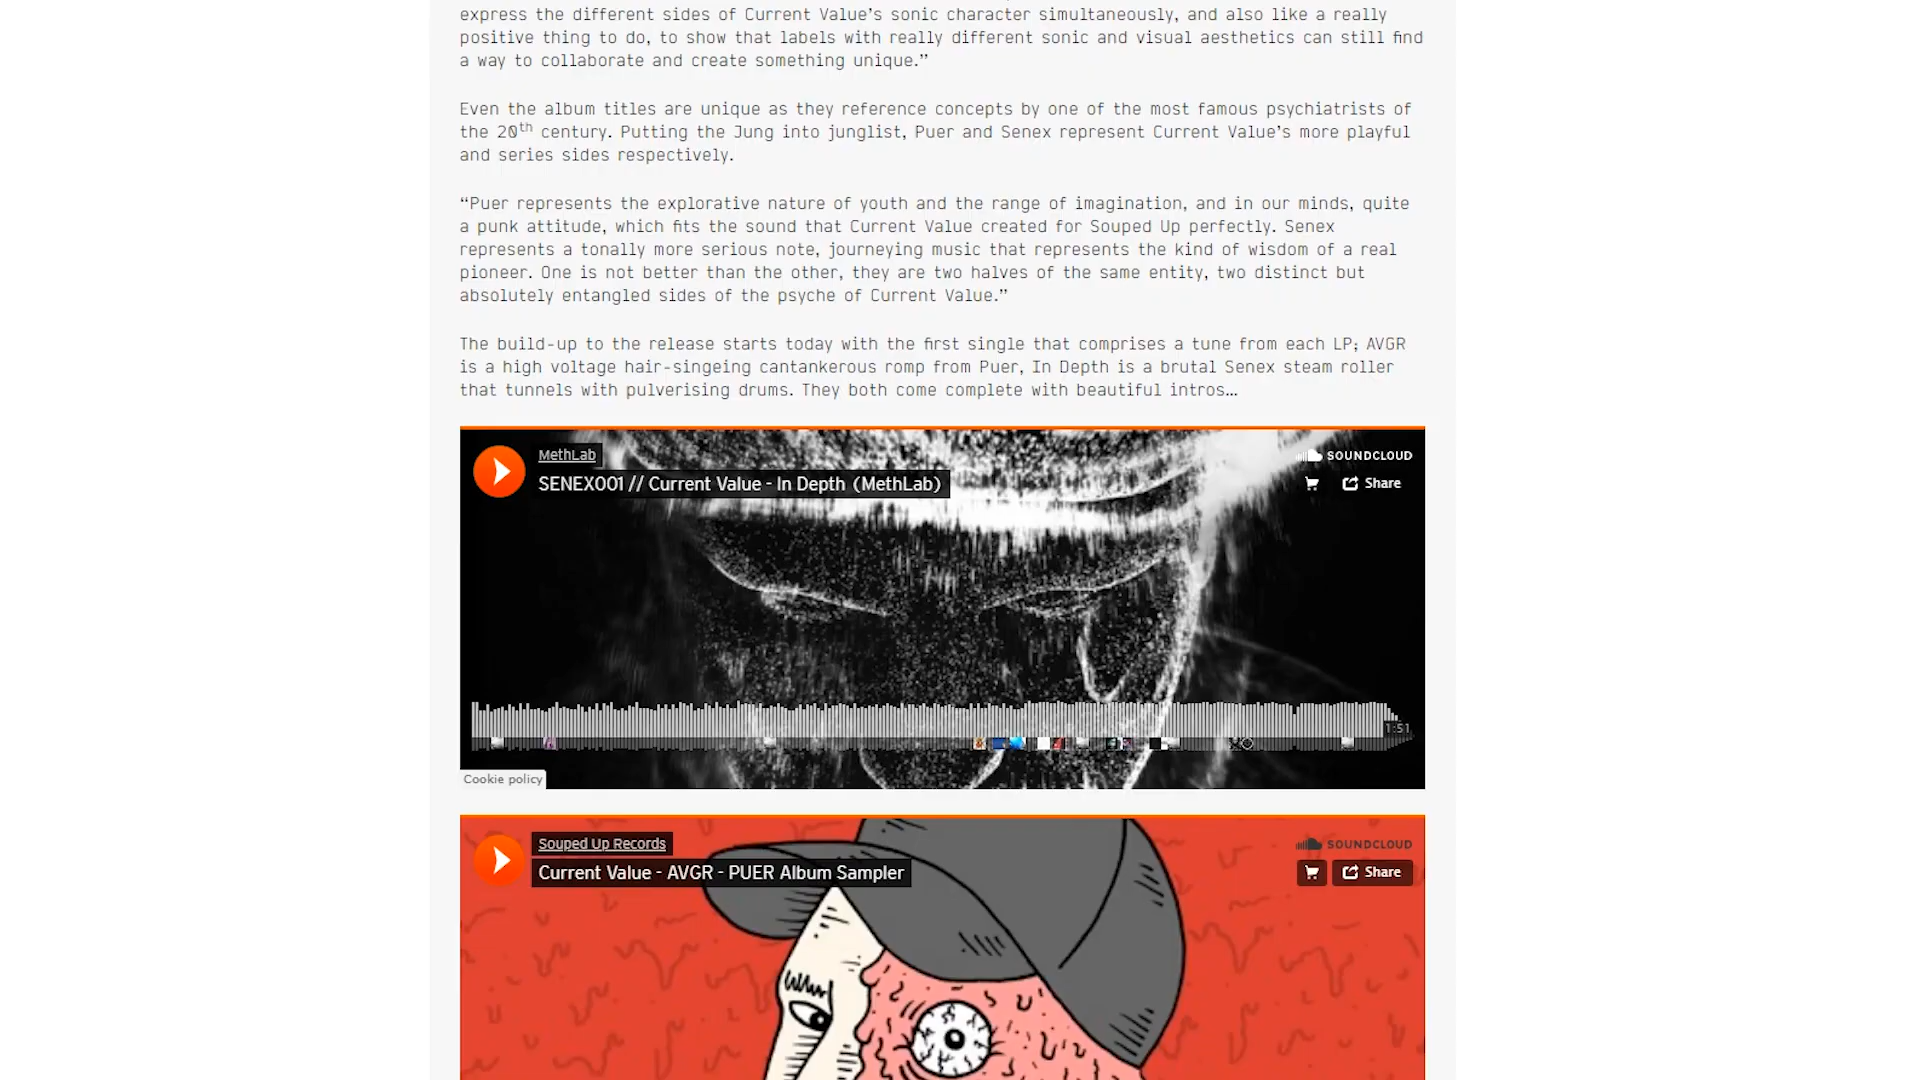 express the different sides of Current Value’s sonic character simultaneously, and also like a really
positive thing to do, to show that labels with really different sonic and visual aesthetics can still find
a way to collaborate and create something unique.”
Even the album titles are unique as they reference concepts by one of the most famous psychiatrists of
the 20th century. Putting the Jung into junglist, Puer and Senex represent Current Value’s more playful
and series sides respectively.
“Puer represents the explorative nature of youth and the range of imagination, and in our minds, quite
a punk attitude, which fits the sound that Current Value created for Souped Up perfectly. Senex
represents a tonally more serious note, journeying music that represents the kind of wisdom of a real
pioneer. One is not better than the other, they are two halves of the same entity, two distinct but
absolutely entangled sides of the psyche of Current Value.”
The build-up to the release starts today with the first single that comprises a tune from each LP; AVGR
is a high voltage hair-singeing cantankerous romp from Puer, In Depth is a brutal Senex steam roller
that tunnels with pulverising drums. They both come complete with beautiful intros…
MethLab
SOUNDCLOUD
SENEX001 // Current Value - In Depth (MethLab)
Share
1:51
Cookie policy
Souped Up Records
SOUNDCLOUD
Current Value - AVGR - PUER Album Sampler
Share